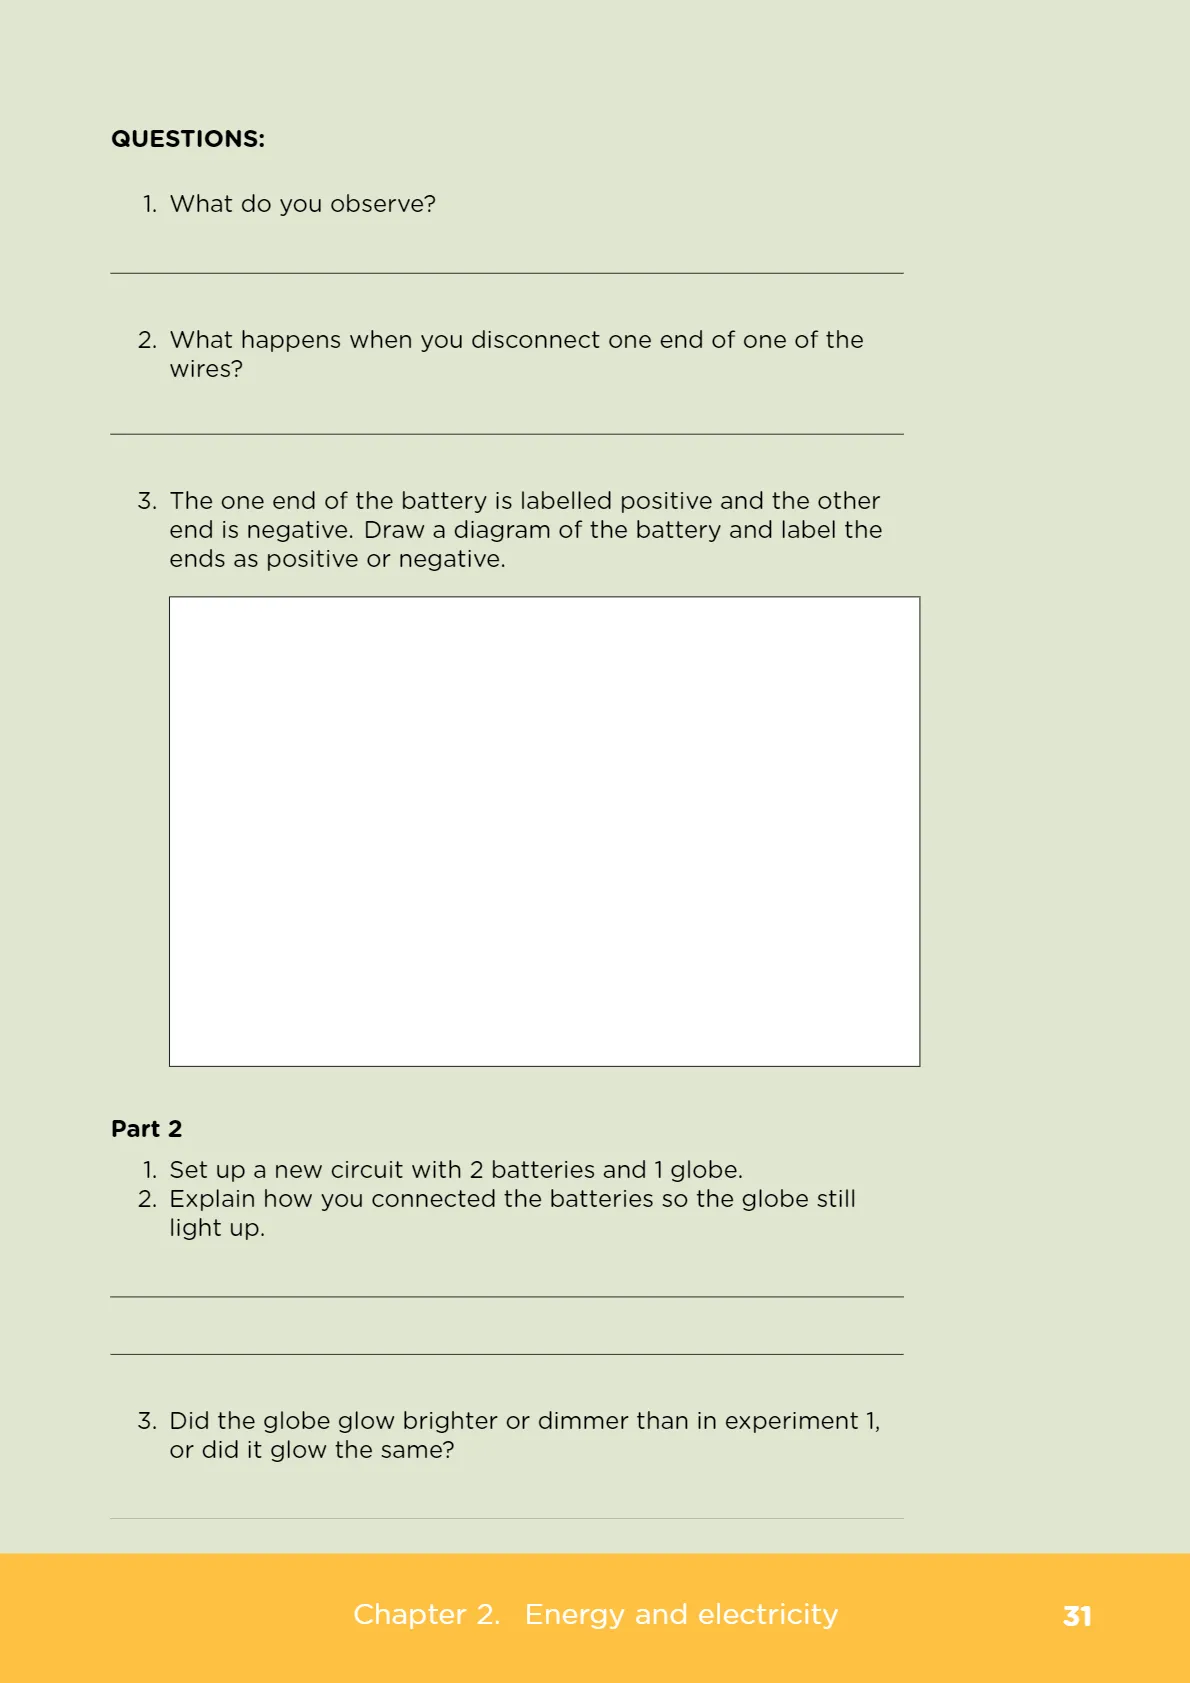 QUESTIONS:
1. What do you observe?
2. What happens when you disconnect one end of one of the
wires?
3. The one end of the battery is labelled positive and the other
end is negative. Draw a diagram of the battery and label the
ends as positive or negative.
Part 2
1. Set up a new circuit with 2 batteries and 1 globe.
2. Explain how you connected the batteries so the globe still
light up.
3. Did the globe glow brighter or dimmer than in experiment 1,
or did it glow the same?
Chapter 2. Energy and electricity 31